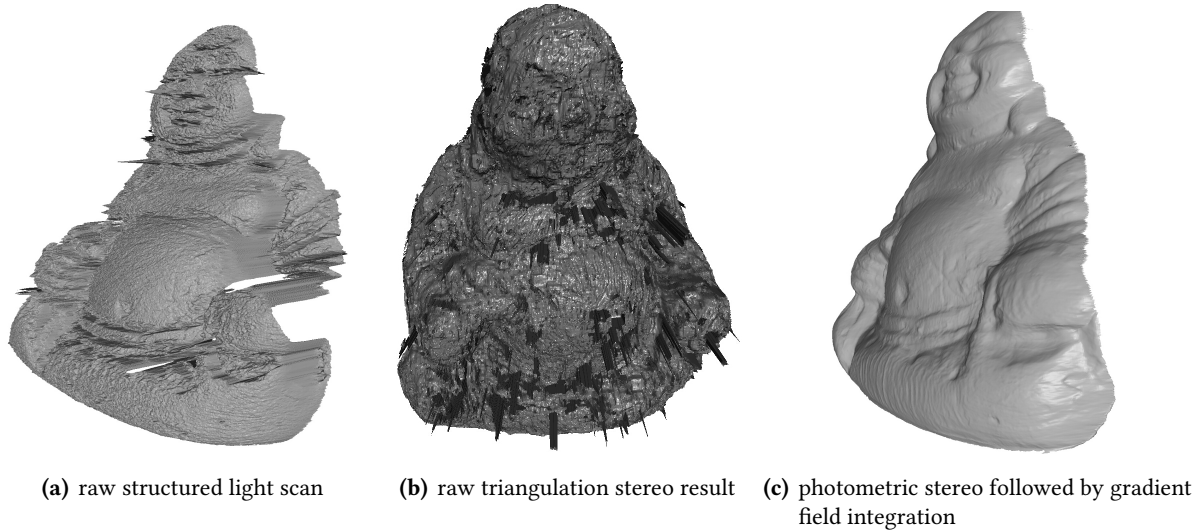 (a) raw structured light scan
(b) raw triangulation stereo result
(c) photometric stereo followed by gradient
field integration